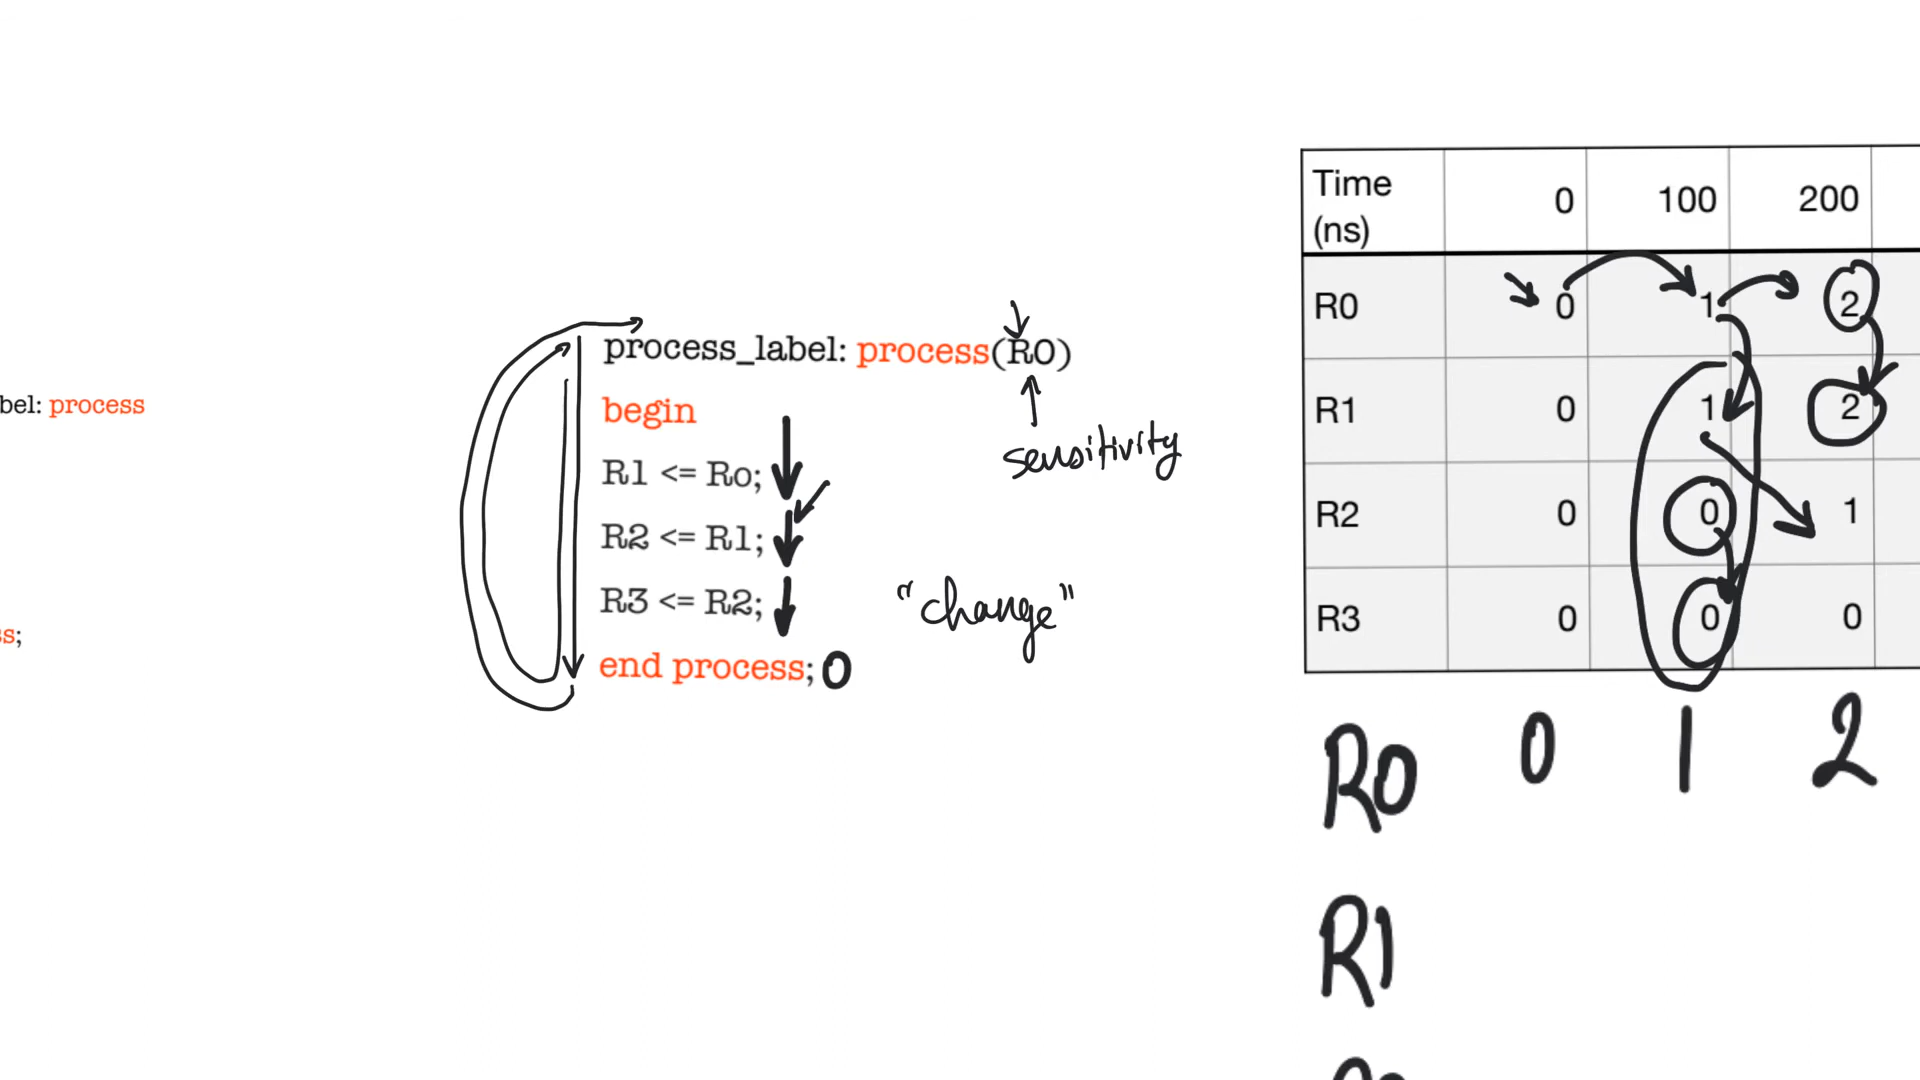 bel: process
s;
process_label: process(R0)
begin
R1 <= Ro;
R2 <= R1;
R3 <= R2;
end process; 0
sensitivity
"change"
Time (ns) 0 100 200
R0 0 1 2
R1 0 1 2
R2 0 0 1
R3 0 0 0
R0 0 1 2
R1